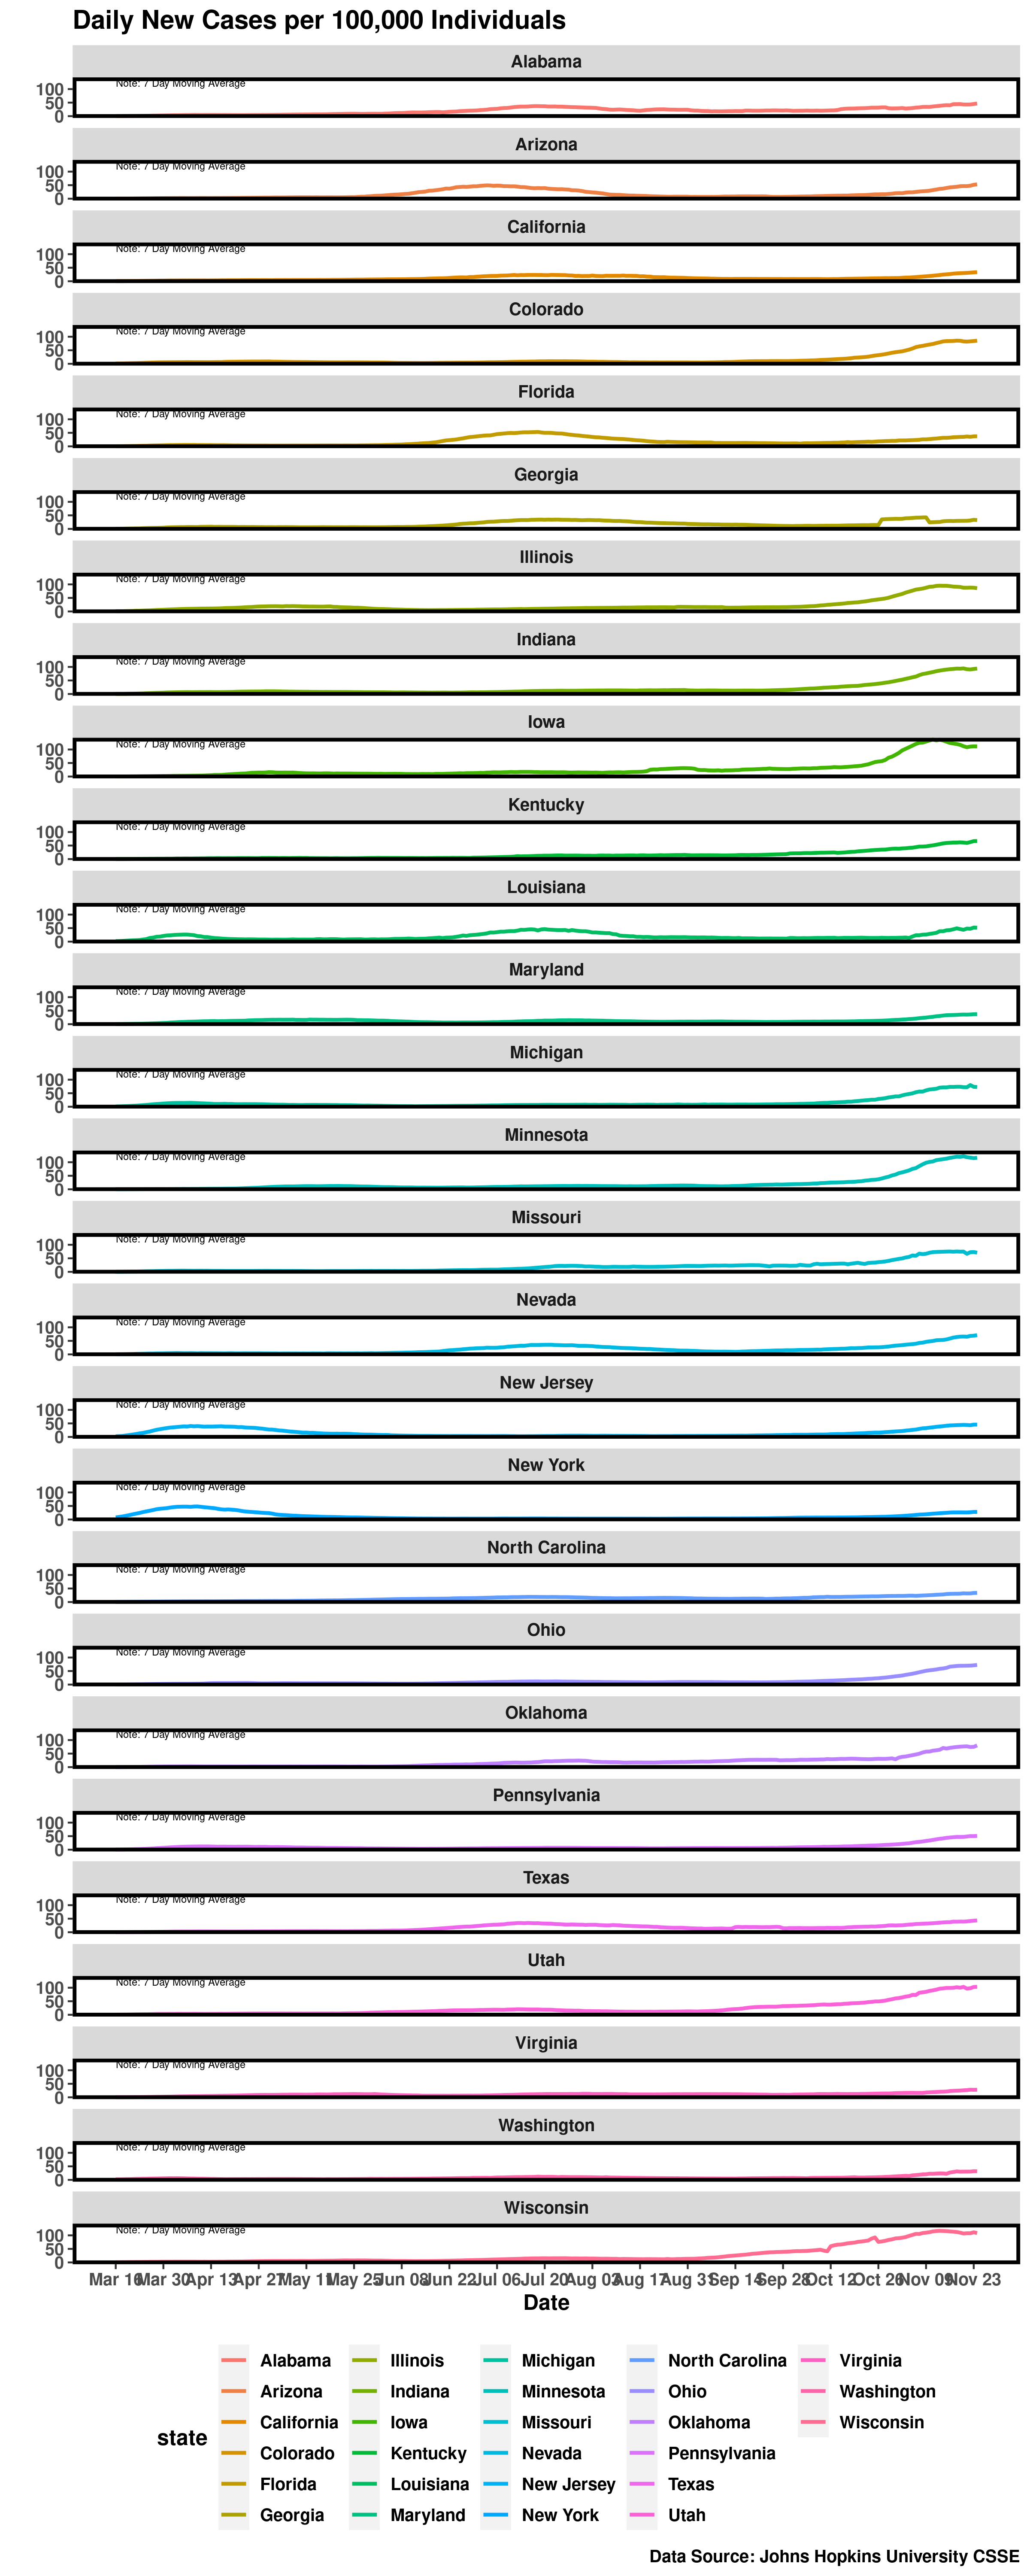 Daily New Cases per 100,000 Individuals
Alabama
Note: 7 Day Moving Average
100
50
0
Arizona
Note: 7 Day Moving Average
100
50
0
California
Note: 7 Day Moving Average
100
50
0
Colorado
Note: 7 Day Moving Average
100
50
0
Florida
Note: 7 Day Moving Average
100
50
0
Georgia
Note: 7 Day Moving Average
100
50
0
Illinois
Note: 7 Day Moving Average
100
50
0
Indiana
Note: 7 Day Moving Average
100
50
0
Iowa
Note: 7 Day Moving Average
100
50
0
Kentucky
Note: 7 Day Moving Average
100
50
0
Louisiana
Note: 7 Day Moving Average
100
50
0
Maryland
Note: 7 Day Moving Average
100
50
0
Michigan
Note: 7 Day Moving Average
100
50
0
Minnesota
Note: 7 Day Moving Average
100
50
0
Missouri
Note: 7 Day Moving Average
100
50
0
Nevada
Note: 7 Day Moving Average
100
50
0
New Jersey
Note: 7 Day Moving Average
100
50
0
New York
Note: 7 Day Moving Average
100
50
0
North Carolina
Note: 7 Day Moving Average
100
50
0
Ohio
Note: 7 Day Moving Average
100
50
0
Oklahoma
Note: 7 Day Moving Average
100
50
0
Pennsylvania
Note: 7 Day Moving Average
100
50
0
Texas
Note: 7 Day Moving Average
100
50
0
Utah
Note: 7 Day Moving Average
100
50
0
Virginia
Note: 7 Day Moving Average
100
50
0
Washington
Note: 7 Day Moving Average
100
50
0
Wisconsin
Note: 7 Day Moving Average
100
50
0
Mar 16 Mar 30 Apr 13 Apr 27 May 11 May 25 Jun 08 Jun 22 Jul 06 Jul 20 Aug 03 Aug 17 Aug 31 Sep 14 Sep 28 Oct 12 Oct 26 Nov 09 Nov 23
Date
state
Alabama Illinois Michigan North Carolina Virginia
Arizona Indiana Minnesota Ohio Washington
California Iowa Missouri Oklahoma Wisconsin
Colorado Kentucky Nevada Pennsylvania
Florida Louisiana New Jersey Texas
Georgia Maryland New York Utah
Data Source: Johns Hopkins University CSSE